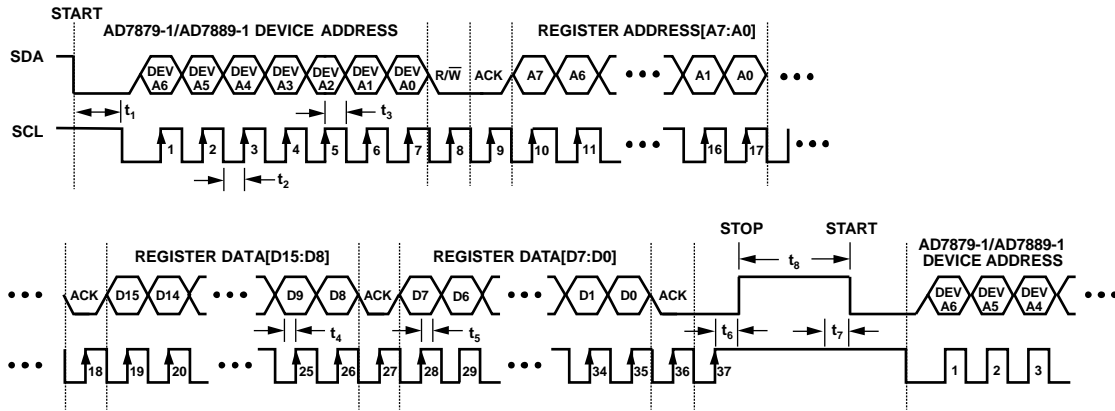 START
AD7879-1/AD7889-1 DEVICE ADDRESS
REGISTER ADDRESS[A7:A0]
SDA
DEV A6 DEV A5 DEV A4 DEV A3 DEV A2 DEV A1 DEV A0 R/W ACK A7 A6 A1 A0
t1
t3
SCL
1 2 3 4 5 6 7 8 9 10 11 16 17
t2
STOP START
REGISTER DATA[D15:D8]
REGISTER DATA[D7:D0]
AD7879-1/AD7889-1
DEVICE ADDRESS
t8
ACK D15 D14 D9 D8 ACK D7 D6 D1 D0 ACK DEV A6 DEV A5 DEV A4
t4 t5 t6 t7
18 19 20 25 26 27 28 29 34 35 36 37 1 2 3